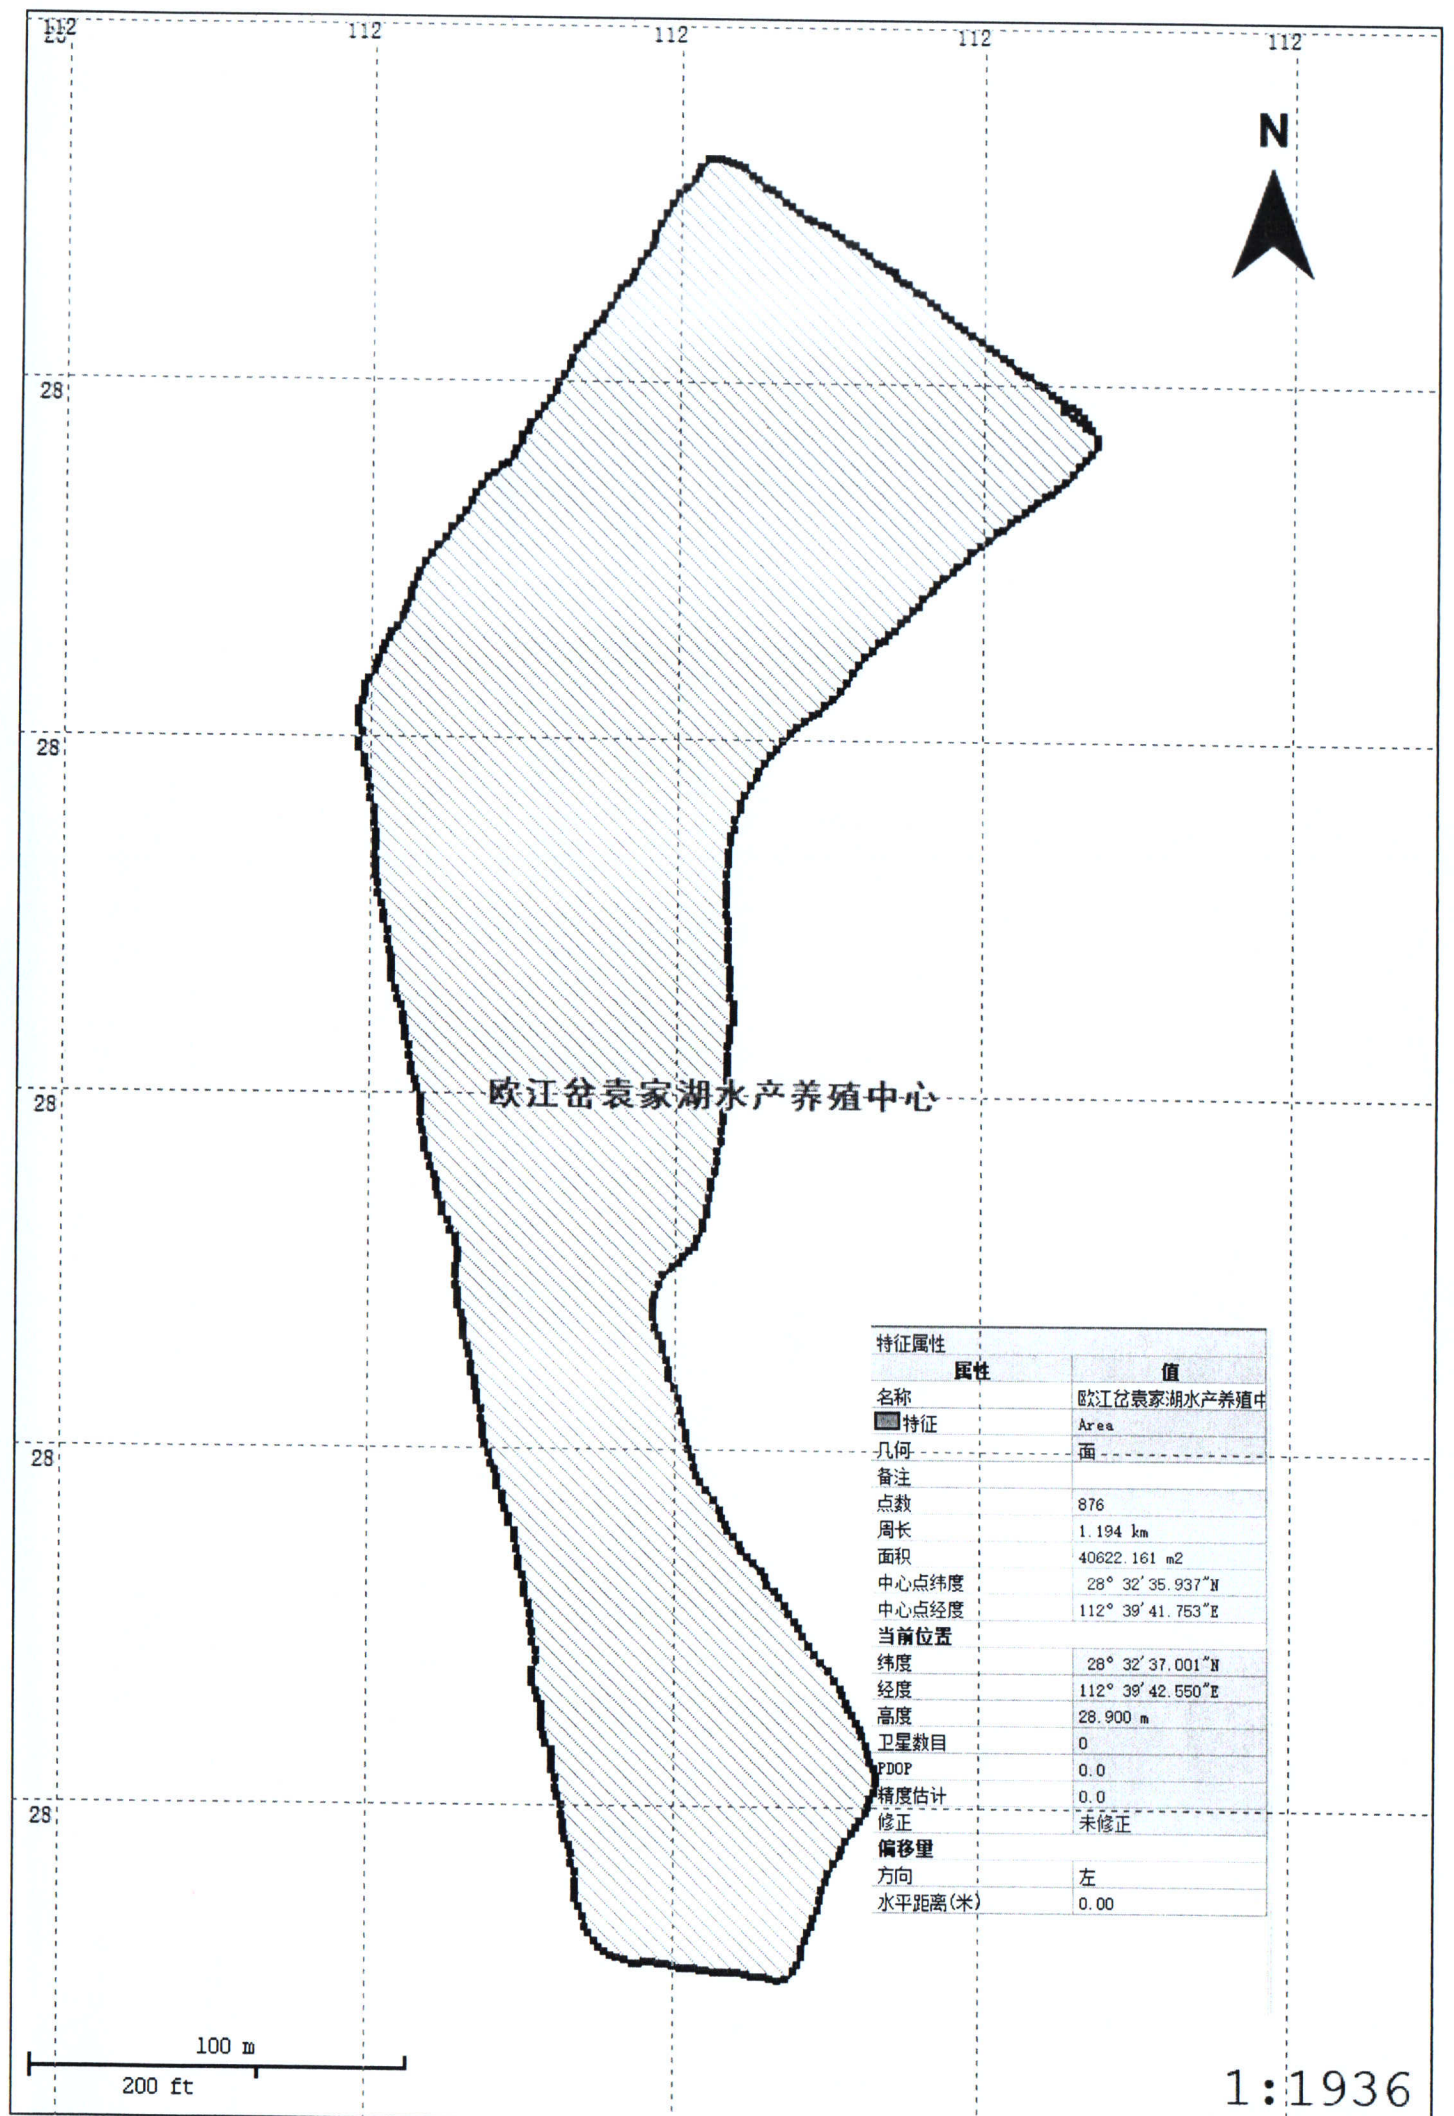 112 112 112 112
N
28
28
28
欧江岔袁家湖水产养殖中心
28
28
特征属性
属性 值
名称 欧江岔袁家湖水产养殖中
特征 Area
几何 面
备注
点数 876
周长 1.194 km
面积 40622.161 m2
中心点纬度 28° 32′ 35.937″N
中心点经度 112° 39′ 41.753″E
当前位置
纬度 28° 32′ 37.001″N
经度 112° 39′ 42.550″E
高度 28.900 m
卫星数目 0
PDOP 0.0
精度估计 0.0
修正 未修正
偏移里
方向 左
水平距离(米) 0.00
100 m
200 ft
1:1936